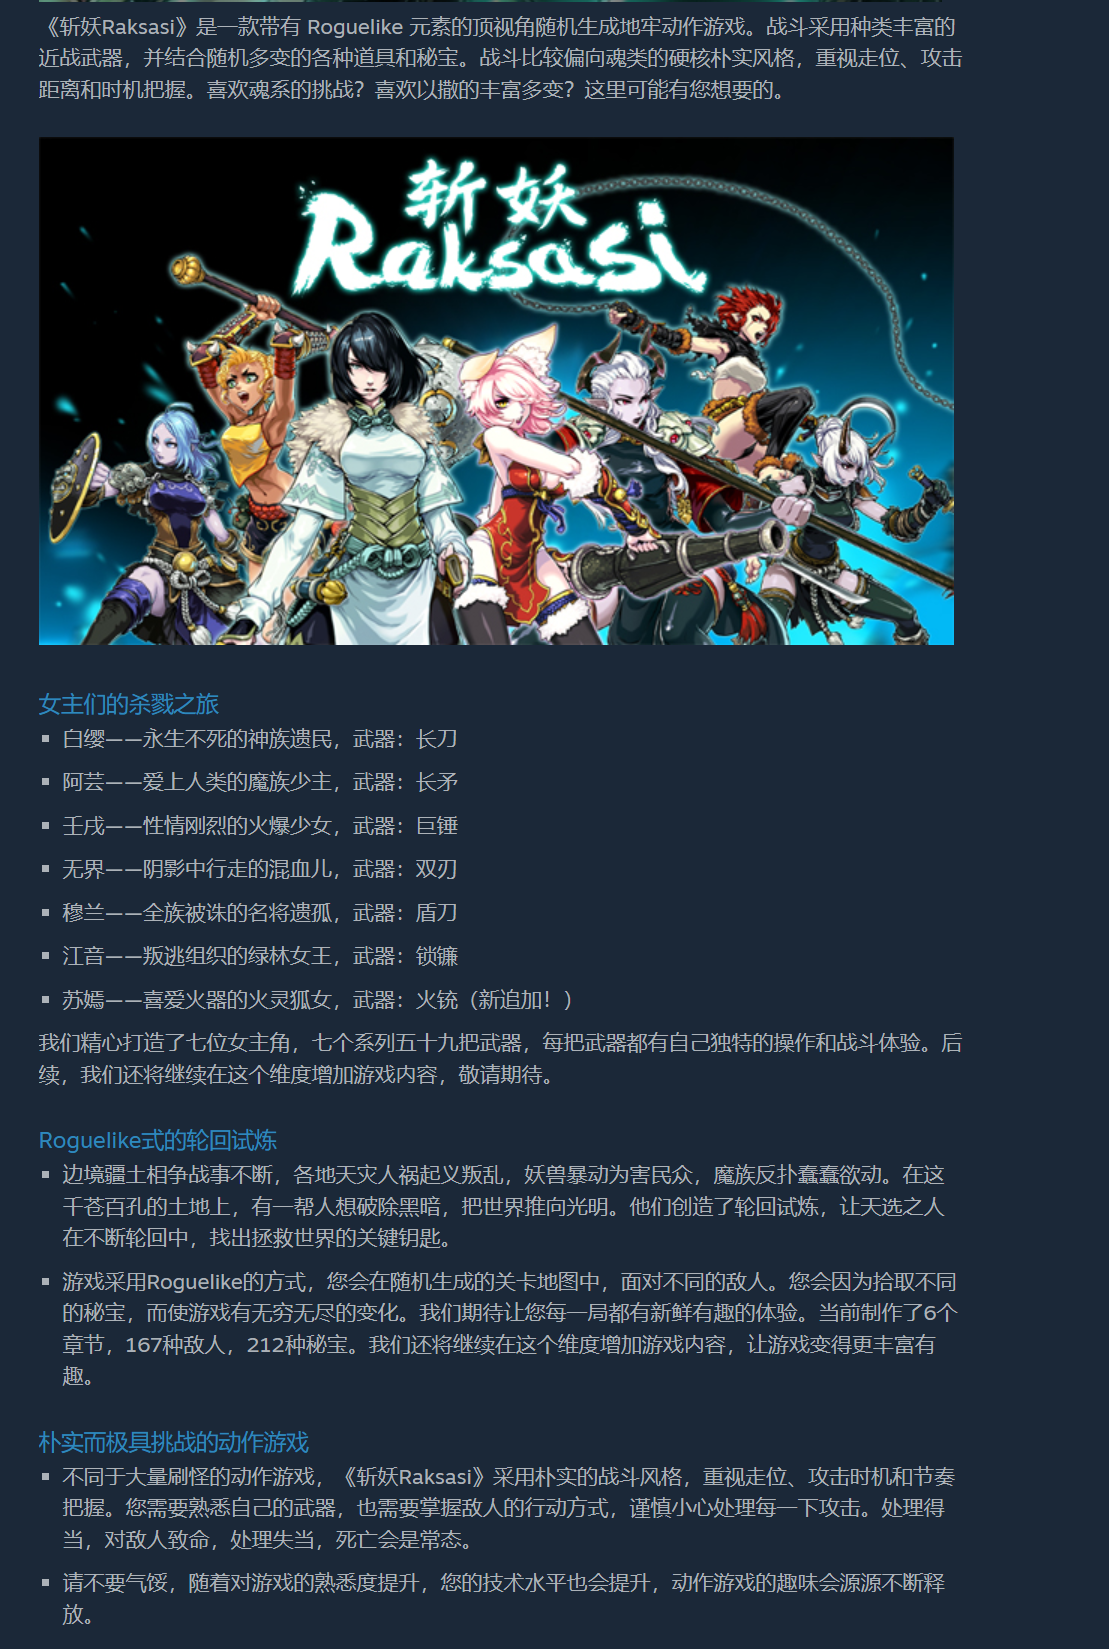 《斩妖Raksasi》是一款带有 Roguelike 元素的顶视角随机生成地牢动作游戏。战斗采用种类丰富的
近战武器，并结合随机多变的各种道具和秘宝。战斗比较偏向魂类的硬核朴实风格，重视走位、攻击
距离和时机把握。喜欢魂系的挑战？喜欢以撒的丰富多变？这里可能有您想要的。
斩妖
Raksasi
女主们的杀戮之旅
▪ 白缨——永生不死的神族遗民，武器：长刀
▪ 阿芸——爱上人类的魔族少主，武器：长矛
▪ 壬戌——性情刚烈的火爆少女，武器：巨锤
▪ 无界——阴影中行走的混血儿，武器：双刃
▪ 穆兰——全族被诛的名将遗孤，武器：盾刀
▪ 江音——叛逃组织的绿林女王，武器：锁镰
▪ 苏嫣——喜爱火器的火灵狐女，武器：火铳（新追加！）
我们精心打造了七位女主角，七个系列五十九把武器，每把武器都有自己独特的操作和战斗体验。后
续，我们还将继续在这个维度增加游戏内容，敬请期待。
Roguelike式的轮回试炼
▪ 边境疆土相争战事不断，各地天灾人祸起义叛乱，妖兽暴动为害民众，魔族反扑蠢蠢欲动。在这
千苍百孔的土地上，有一帮人想破除黑暗，把世界推向光明。他们创造了轮回试炼，让天选之人
在不断轮回中，找出拯救世界的关键钥匙。
▪ 游戏采用Roguelike的方式，您会在随机生成的关卡地图中，面对不同的敌人。您会因为拾取不同
的秘宝，而使游戏有无穷无尽的变化。我们期待让您每一局都有新鲜有趣的体验。当前制作了6个
章节，167种敌人，212种秘宝。我们还将继续在这个维度增加游戏内容，让游戏变得更丰富有
趣。
朴实而极具挑战的动作游戏
▪ 不同于大量刷怪的动作游戏，《斩妖Raksasi》采用朴实的战斗风格，重视走位、攻击时机和节奏
把握。您需要熟悉自己的武器，也需要掌握敌人的行动方式，谨慎小心处理每一下攻击。处理得
当，对敌人致命，处理失当，死亡会是常态。
▪ 请不要气馁，随着对游戏的熟悉度提升，您的技术水平也会提升，动作游戏的趣味会源源不断释
放。